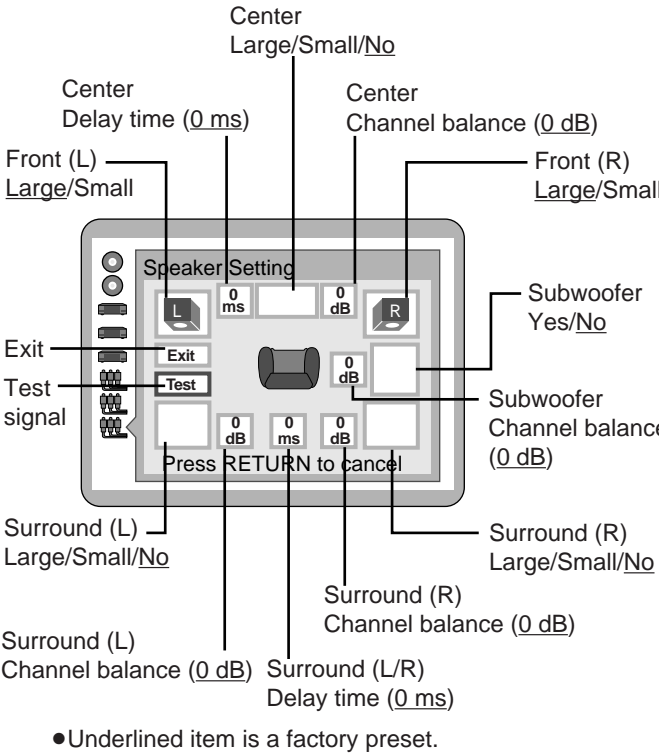 Center
Large/Small/No
Center
Delay time (0 ms)
Center
Channel balance (0 dB)
Front (L)
Large/Small
Front (R)
Large/Small
Speaker Setting
L
0
ms
0
dB
R
Subwoofer
Yes/No
Exit
Exit
Test
signal
Test
0
dB
Subwoofer
Channel balance
(0 dB)
0
dB
0
ms
0
dB
Press RETURN to cancel
Surround (L)
Large/Small/No
Surround (R)
Large/Small/No
Surround (R)
Channel balance (0 dB)
Surround (L)
Channel balance (0 dB)
Surround (L/R)
Delay time (0 ms)
●Underlined item is a factory preset.